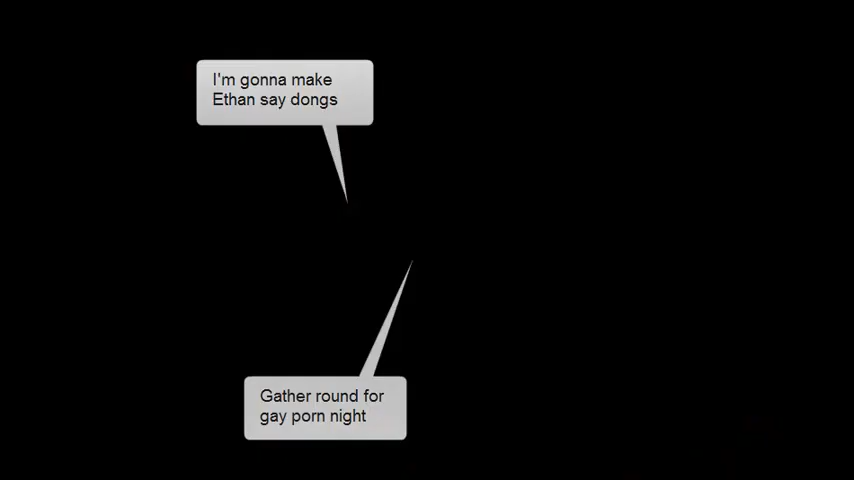 I'm gonna make
Ethan say dongs
Gather round for
gay porn night